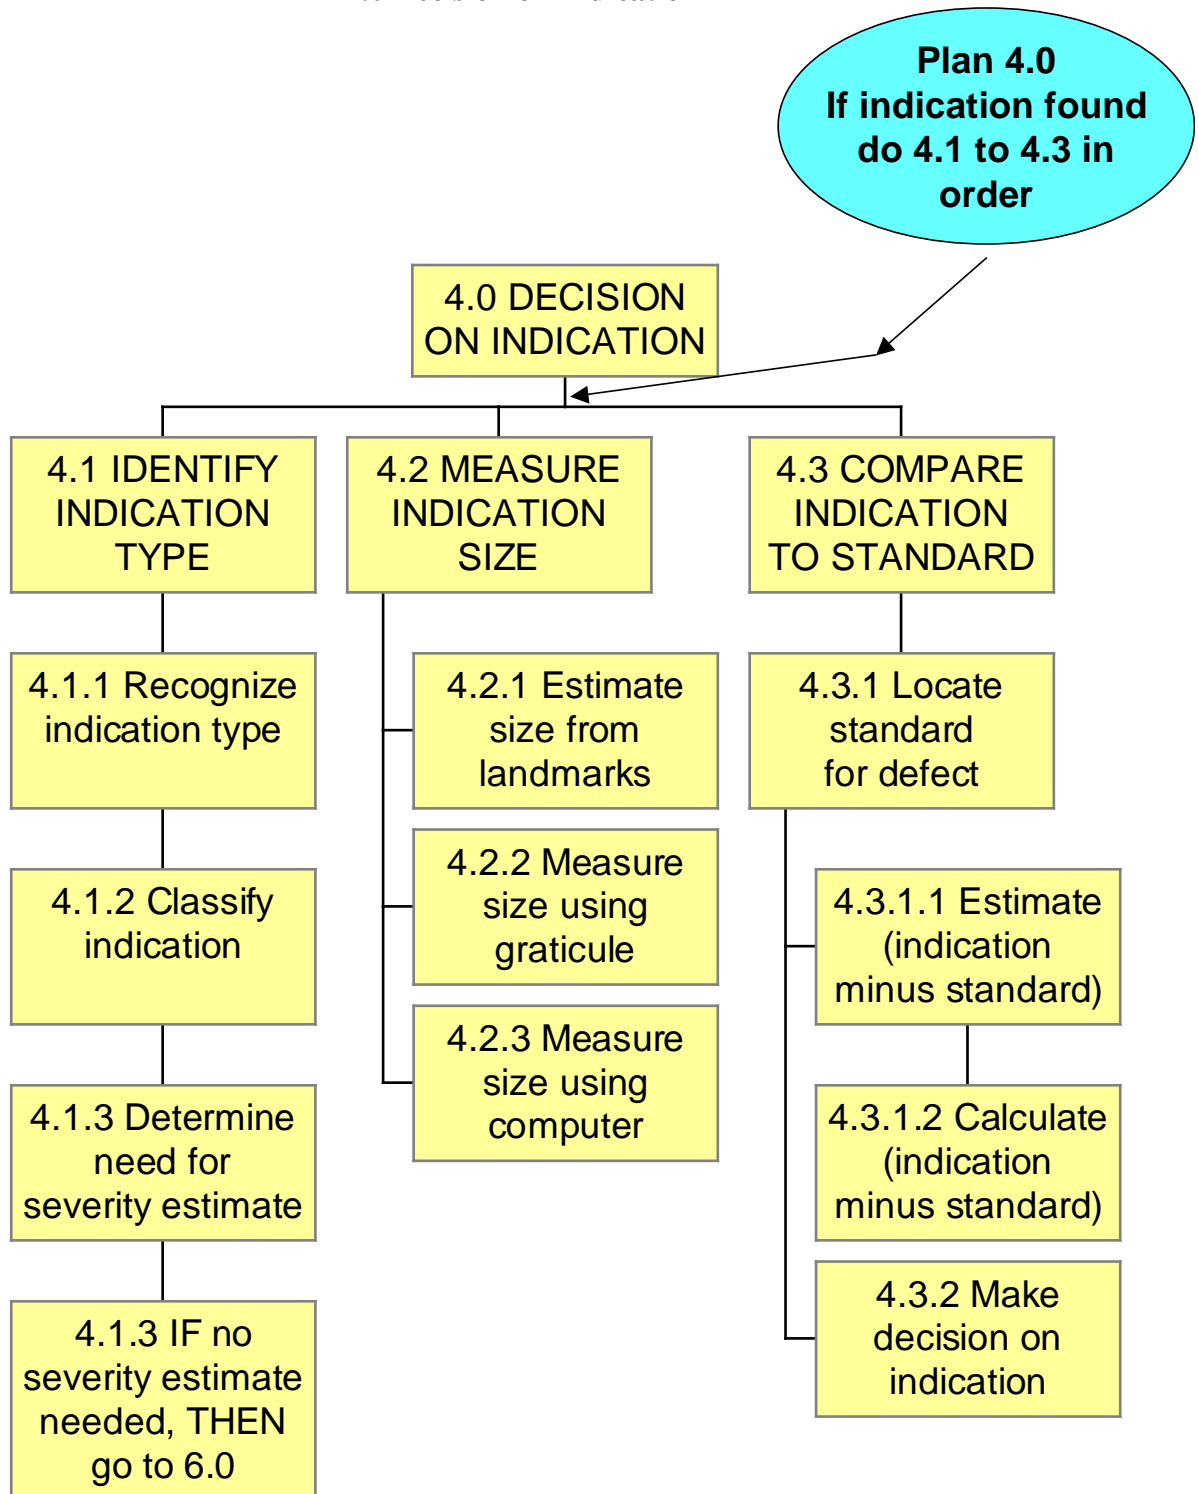 Plan 4.0
If indication found
do 4.1 to 4.3 in
order
4.0 DECISION
ON INDICATION
4.1 IDENTIFY
INDICATION
TYPE
4.2 MEASURE
INDICATION
SIZE
4.3 COMPARE
INDICATION
TO STANDARD
4.1.1 Recognize
indication type
4.2.1 Estimate
size from
landmarks
4.3.1 Locate
standard
for defect
4.1.2 Classify
indication
4.2.2 Measure
size using
graticule
4.3.1.1 Estimate
(indication
minus standard)
4.1.3 Determine
need for
severity estimate
4.2.3 Measure
size using
computer
4.3.1.2 Calculate
(indication
minus standard)
4.1.3 IF no
severity estimate
needed, THEN
go to 6.0
4.3.2 Make
decision on
indication